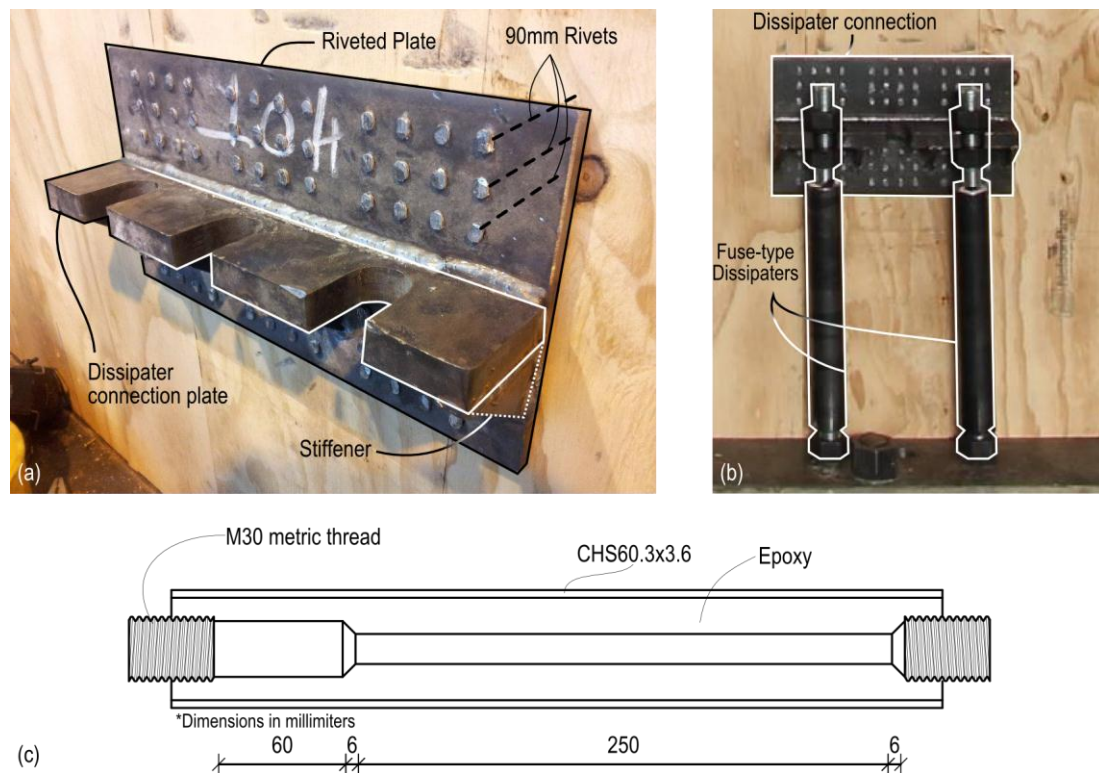 Riveted Plate
90mm Rivets
104
Dissipater
connection plate
Stiffener
(a)
Dissipater connection
Fuse-type
Dissipaters
(b)
M30 metric thread
CHS60.3x3.6
Epoxy
*Dimensions in millimiters
(c)
60
6
250
6